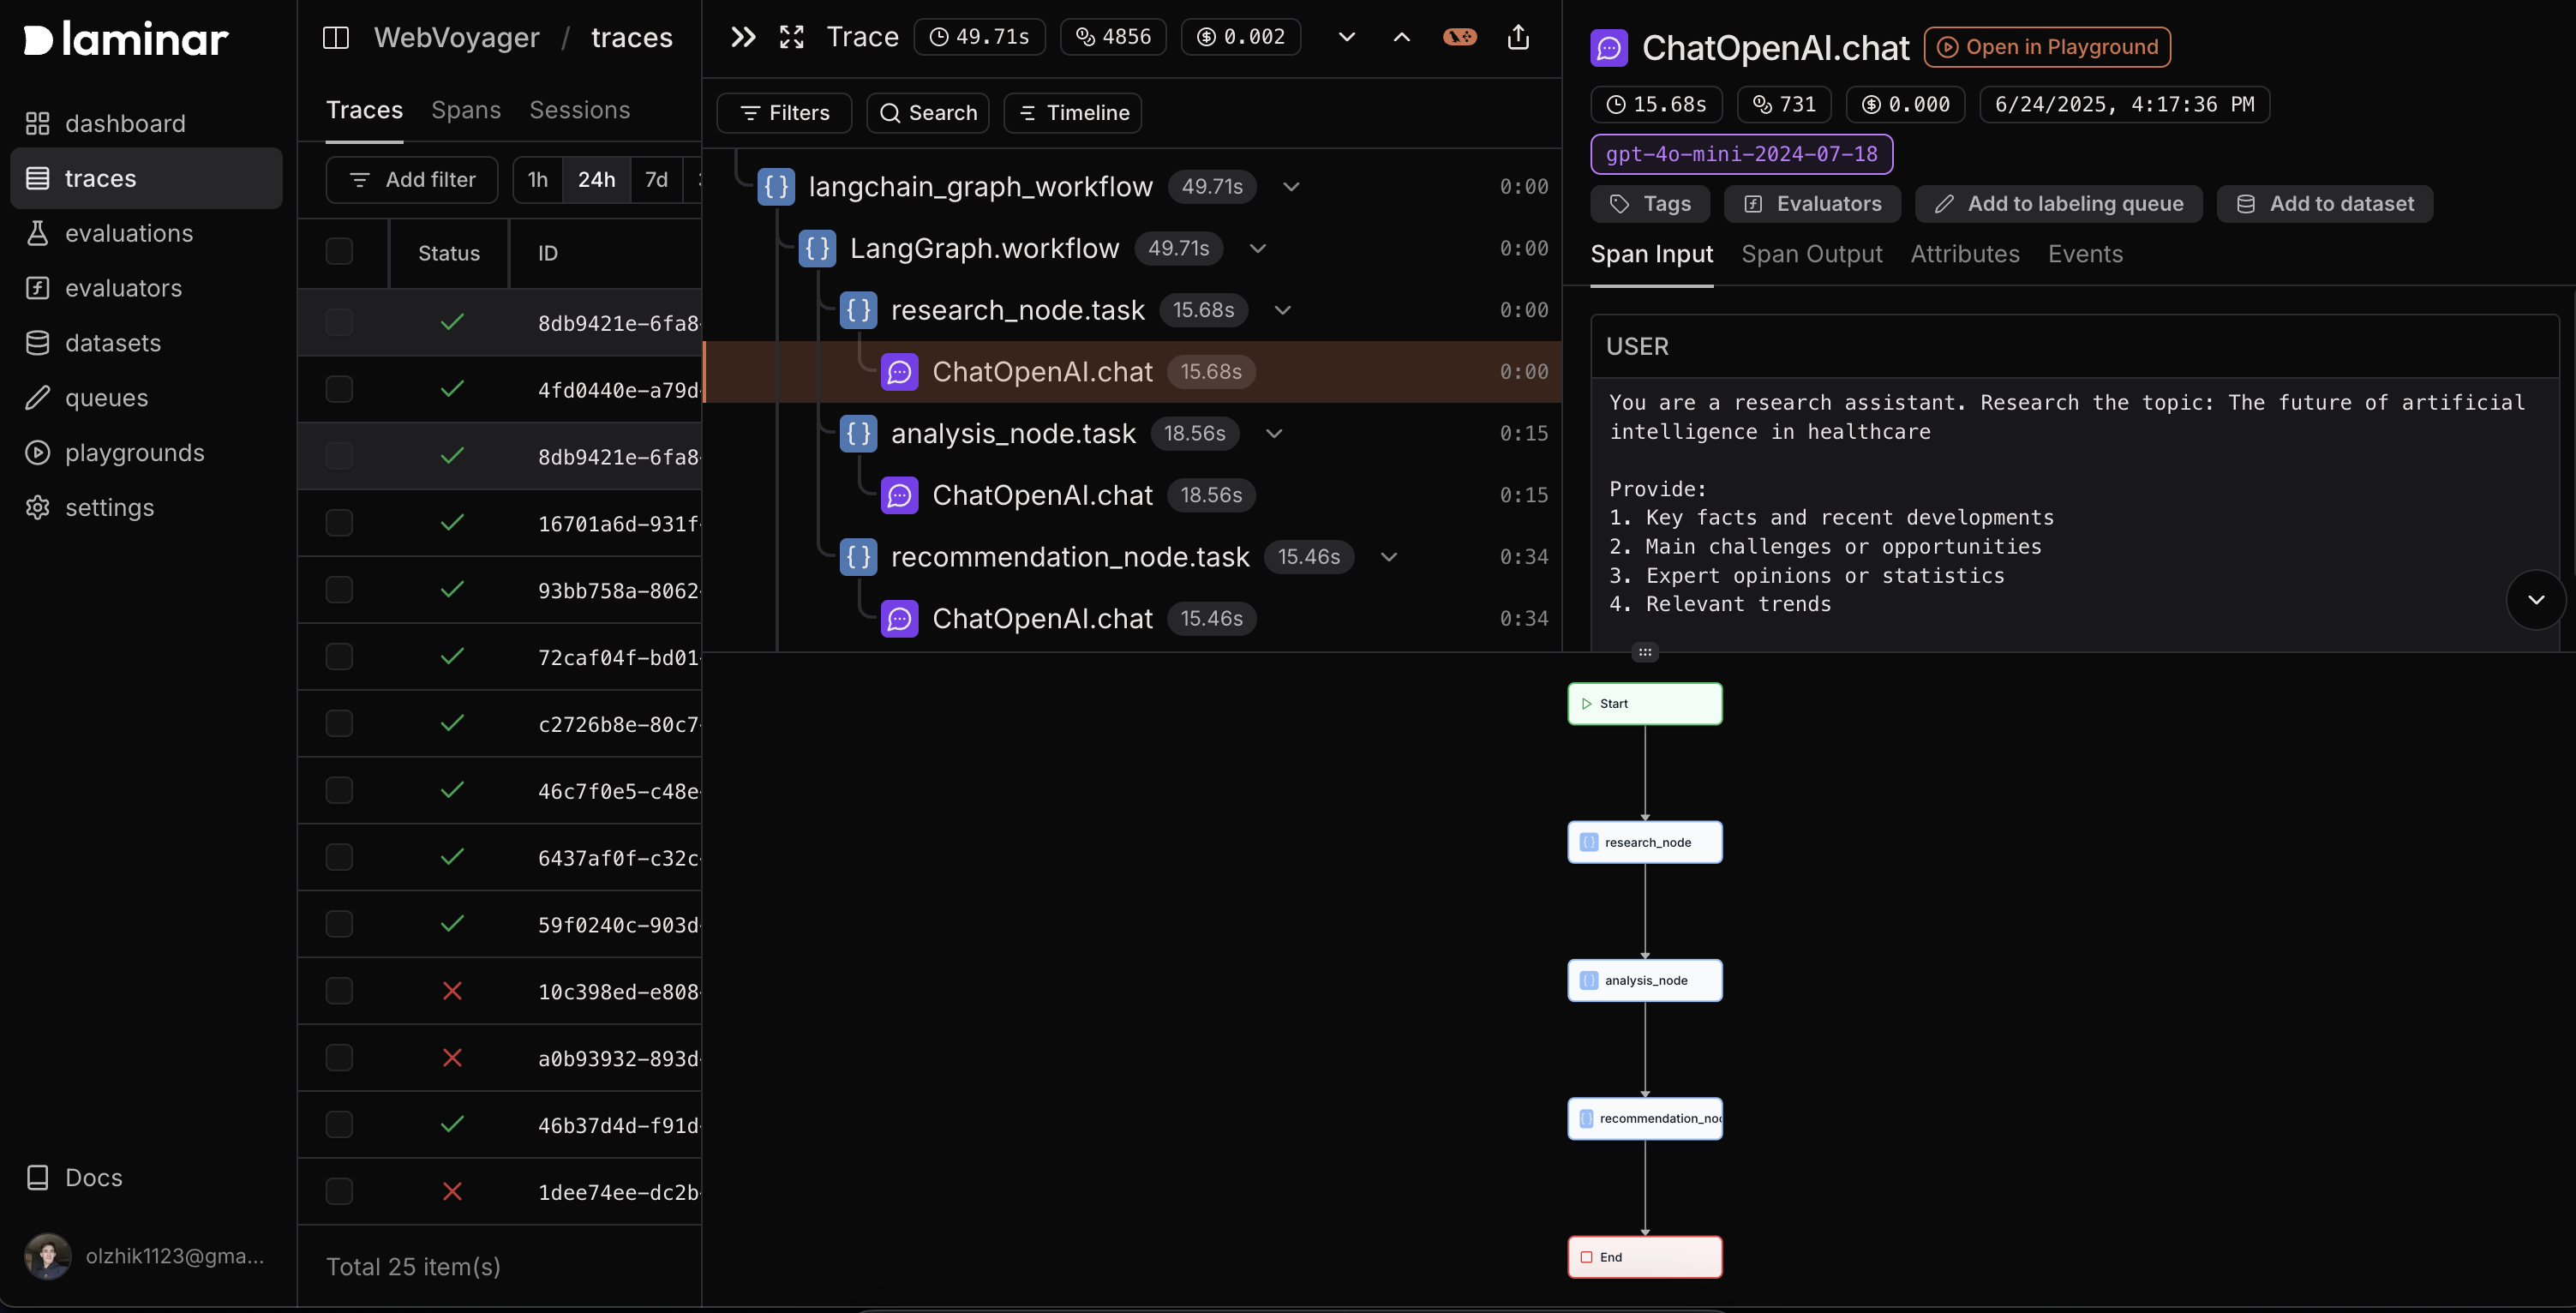 laminar
dashboard
traces
evaluations
evaluators
datasets
queues
playgrounds
settings
Docs
olzhik1123@gma...
WebVoyager / traces
Traces Spans Sessions
Add filter 1h 24h 7d
Status ID
8db9421e-6fa8-
4fd0440e-a79d-
8db9421e-6fa8-
16701a6d-931f-
93bb758a-8062-
72caf04f-bd01-
c2726b8e-80c7-
46c7f0e5-c48e-
6437af0f-c32c-
59f0240c-903d-
10c398ed-e808-
a0b93932-893d-
46b37d4d-f91d-
1dee74ee-dc2b-
Total 25 item(s)
Trace 49.71s 4856 0.002
Filters Search Timeline
langchain_graph_workflow 49.71s 0:00
LangGraph.workflow 49.71s 0:00
research_node.task 15.68s 0:00
ChatOpenAI.chat 15.68s 0:00
analysis_node.task 18.56s 0:15
ChatOpenAI.chat 18.56s 0:15
recommendation_node.task 15.46s 0:34
ChatOpenAI.chat 15.46s 0:34
ChatOpenAI.chat Open in Playground
15.68s 731 0.000 6/24/2025, 4:17:36 PM
gpt-4o-mini-2024-07-18
Tags Evaluators Add to labeling queue Add to dataset
Span Input Span Output Attributes Events
USER
You are a research assistant. Research the topic: The future of artificial
intelligence in healthcare
Provide:
1. Key facts and recent developments
2. Main challenges or opportunities
3. Expert opinions or statistics
4. Relevant trends
Start
research_node
analysis_node
recommendation_noc
End